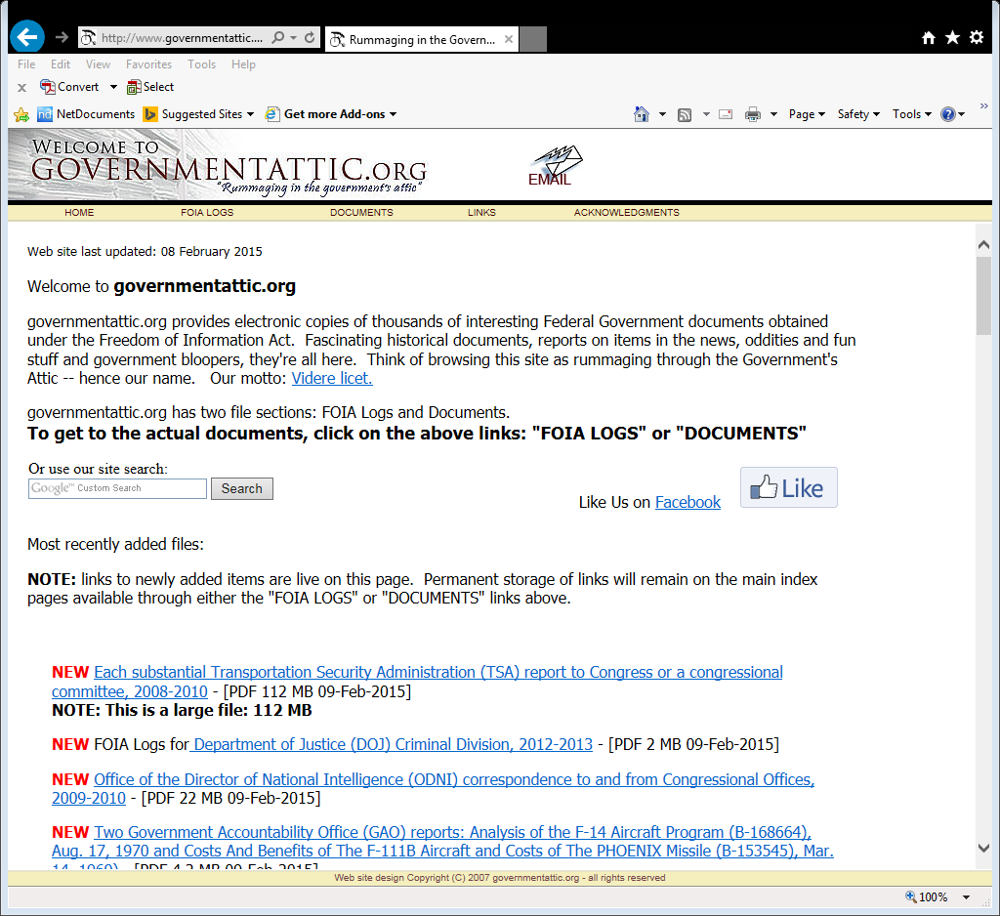 http://www.governmentattic....
Rummaging in the Govern...
File Edit View Favorites Tools Help
Convert Select
NetDocuments Suggested Sites Get more Add-ons Page Safety Tools
WELCOME TO
GOVERNMENTATTIC.ORG
"Rummaging in the government's attic"
EMAIL
HOME FOIA LOGS DOCUMENTS LINKS ACKNOWLEDGMENTS
Web site last updated: 08 February 2015
Welcome to governmentattic.org
governmentattic.org provides electronic copies of thousands of interesting Federal Government documents obtained
under the Freedom of Information Act. Fascinating historical documents, reports on items in the news, oddities and fun
stuff and government bloopers, they're all here. Think of browsing this site as rummaging through the Government's
Attic -- hence our name. Our motto: Videre licet.
governmentattic.org has two file sections: FOIA Logs and Documents.
To get to the actual documents, click on the above links: "FOIA LOGS" or "DOCUMENTS"
Or use our site search:
Google™ Custom Search Search
Like Us on Facebook Like
Most recently added files:
NOTE: links to newly added items are live on this page. Permanent storage of links will remain on the main index
pages available through either the "FOIA LOGS" or "DOCUMENTS" links above.
NEW Each substantial Transportation Security Administration (TSA) report to Congress or a congressional
committee, 2008-2010 - [PDF 112 MB 09-Feb-2015]
NOTE: This is a large file: 112 MB
NEW FOIA Logs for Department of Justice (DOJ) Criminal Division, 2012-2013 - [PDF 2 MB 09-Feb-2015]
NEW Office of the Director of National Intelligence (ODNI) correspondence to and from Congressional Offices,
2009-2010 - [PDF 22 MB 09-Feb-2015]
NEW Two Government Accountability Office (GAO) reports: Analysis of the F-14 Aircraft Program (B-168664),
Aug. 17, 1970 and Costs And Benefits of The F-111B Aircraft and Costs of The PHOENIX Missile (B-153545), Mar.
14, 1969) - [PDF 4.2 MB 09-Feb-2015]
Web site design Copyright (C) 2007 governmentattic.org - all rights reserved
100%